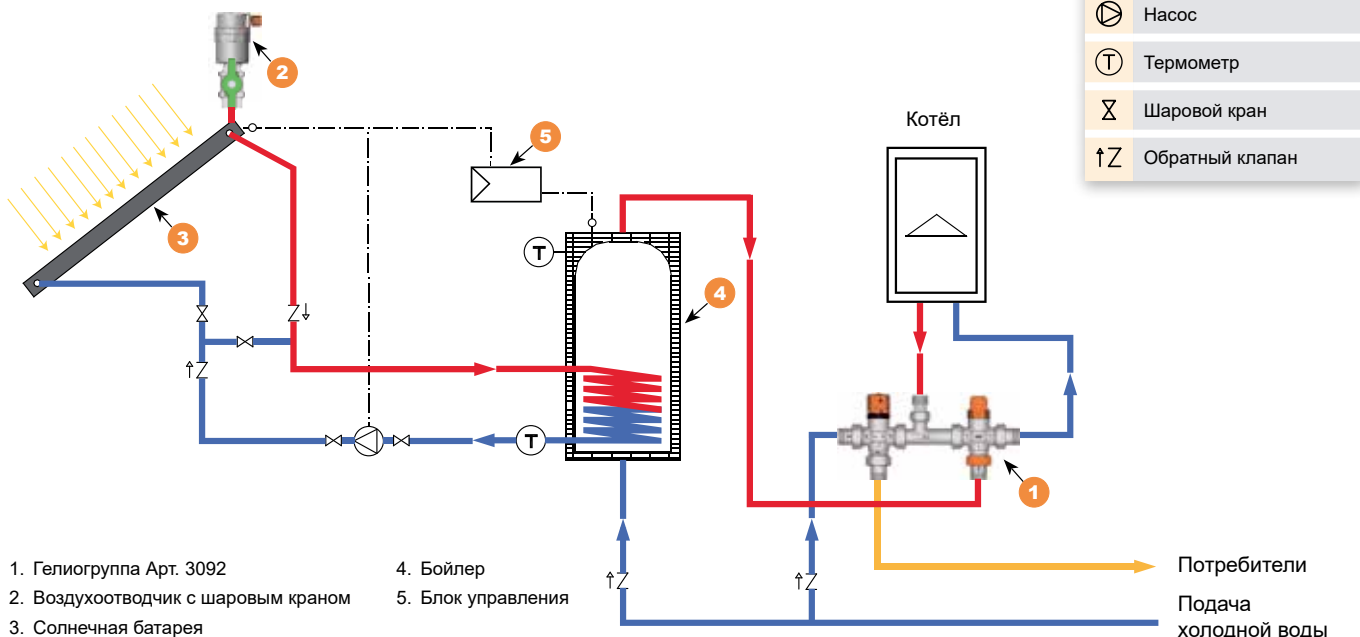 Насос
Термометр
Шаровой кран
Обратный клапан
Котёл
2
5
3
4
1
T
T
T
1. Гелиогруппа Арт. 3092
2. Воздухоотводчик с шаровым краном
3. Солнечная батарея
4. Бойлер
5. Блок управления
Потребители
Подача
холодной воды